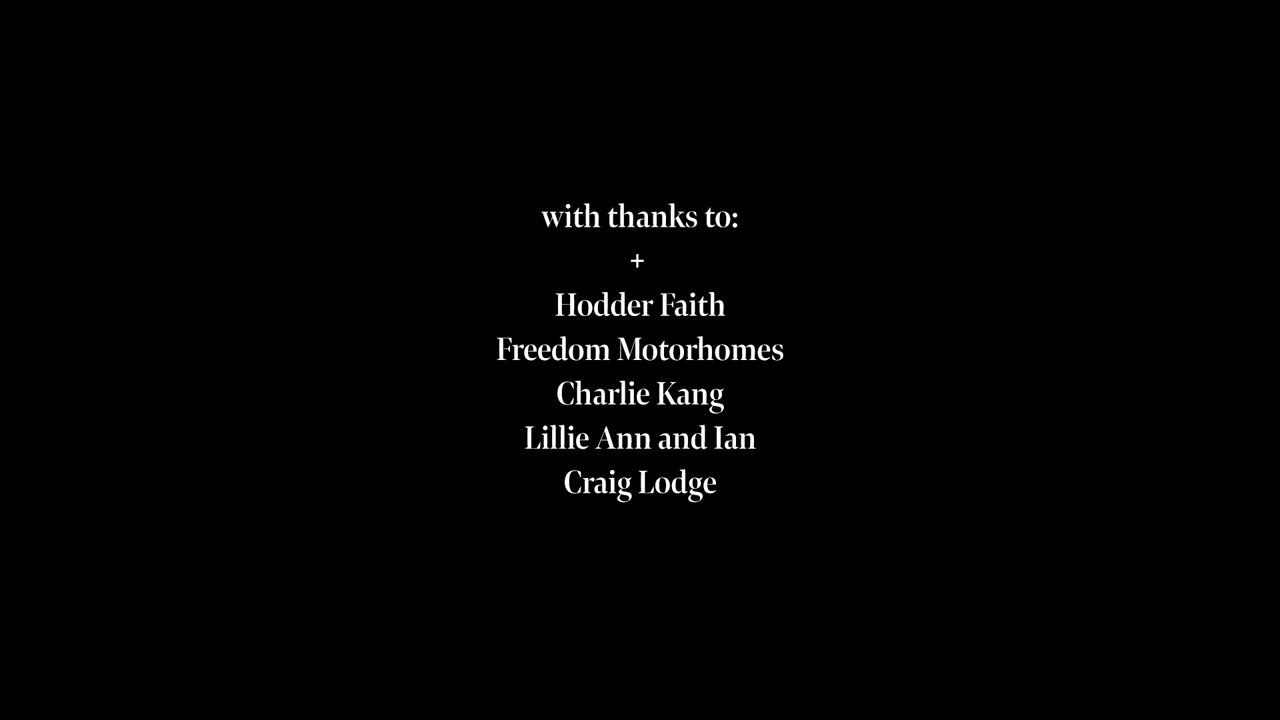 with thanks to:
+
Hodder Faith
Freedom Motorhomes
Charlie Kang
Lillie Ann and Ian
Craig Lodge